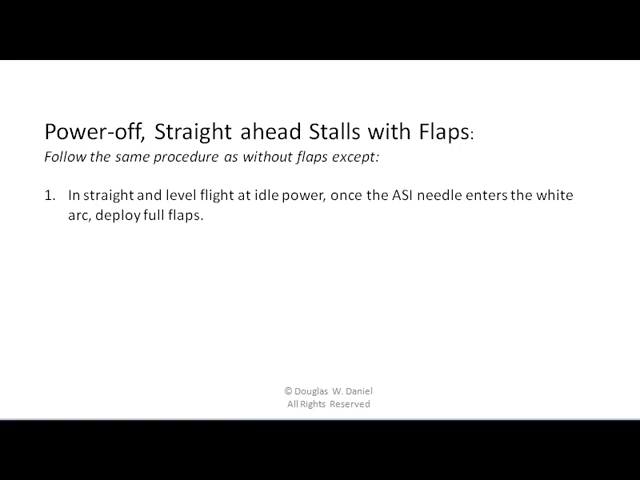 Power-off, Straight ahead Stalls with Flaps:
Follow the same procedure as without flaps except:
1. In straight and level flight at idle power, once the ASI needle enters the white
arc, deploy full flaps.
© Douglas W. Daniel
All Rights Reserved